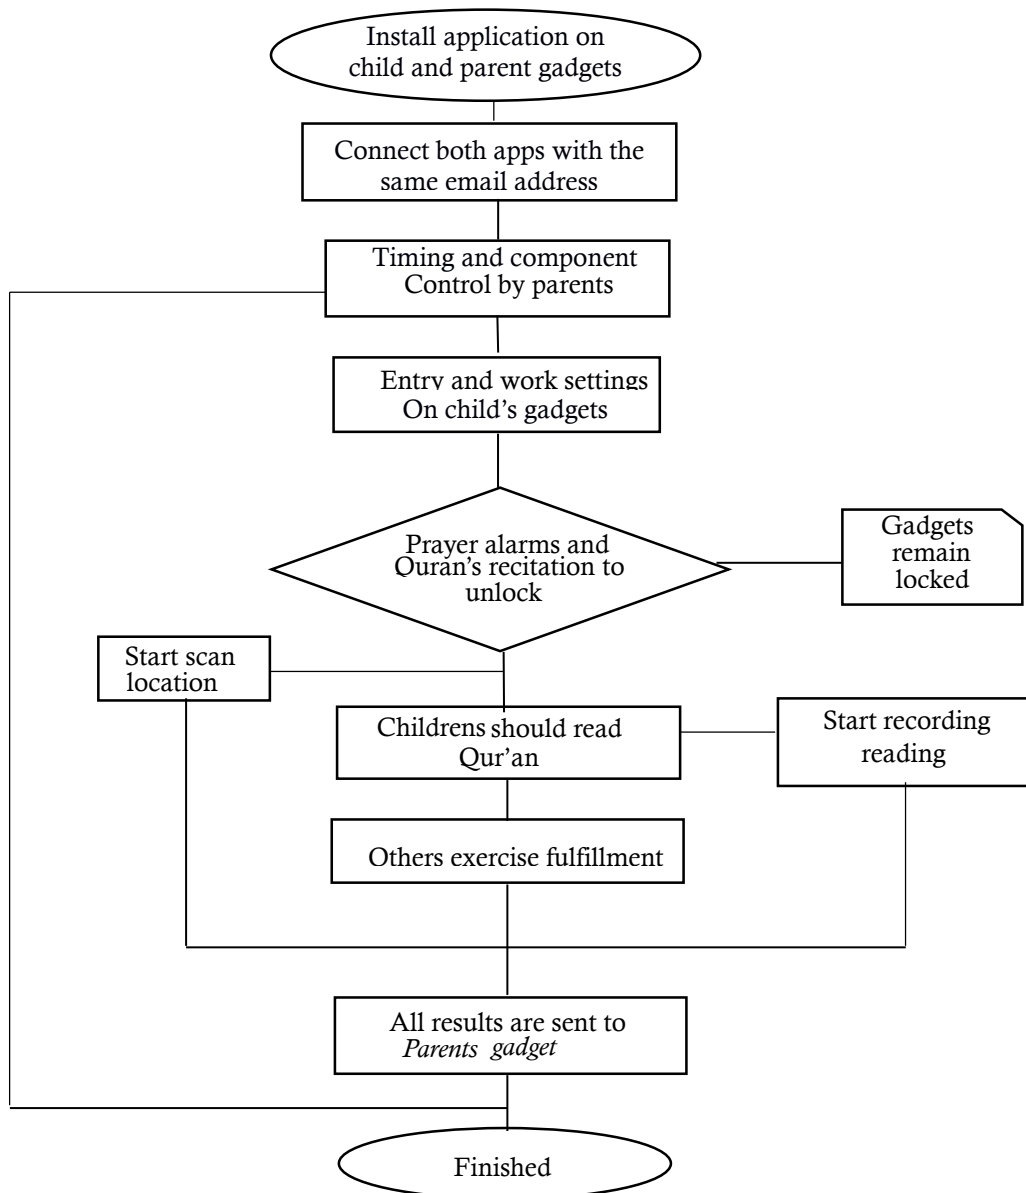 Install application on
child and parent gadgets
Connect both apps with the
same email address
Timing and component
Control by parents
Entry and work settings
On child's gadgets
Prayer alarms and
Quran's recitation to
unlock
Gadgets
remain
locked
Start scan
location
Childrens should read
Qur'an
Start recording
reading
Others exercise fulfillment
All results are sent to
Parents gadget
Finished